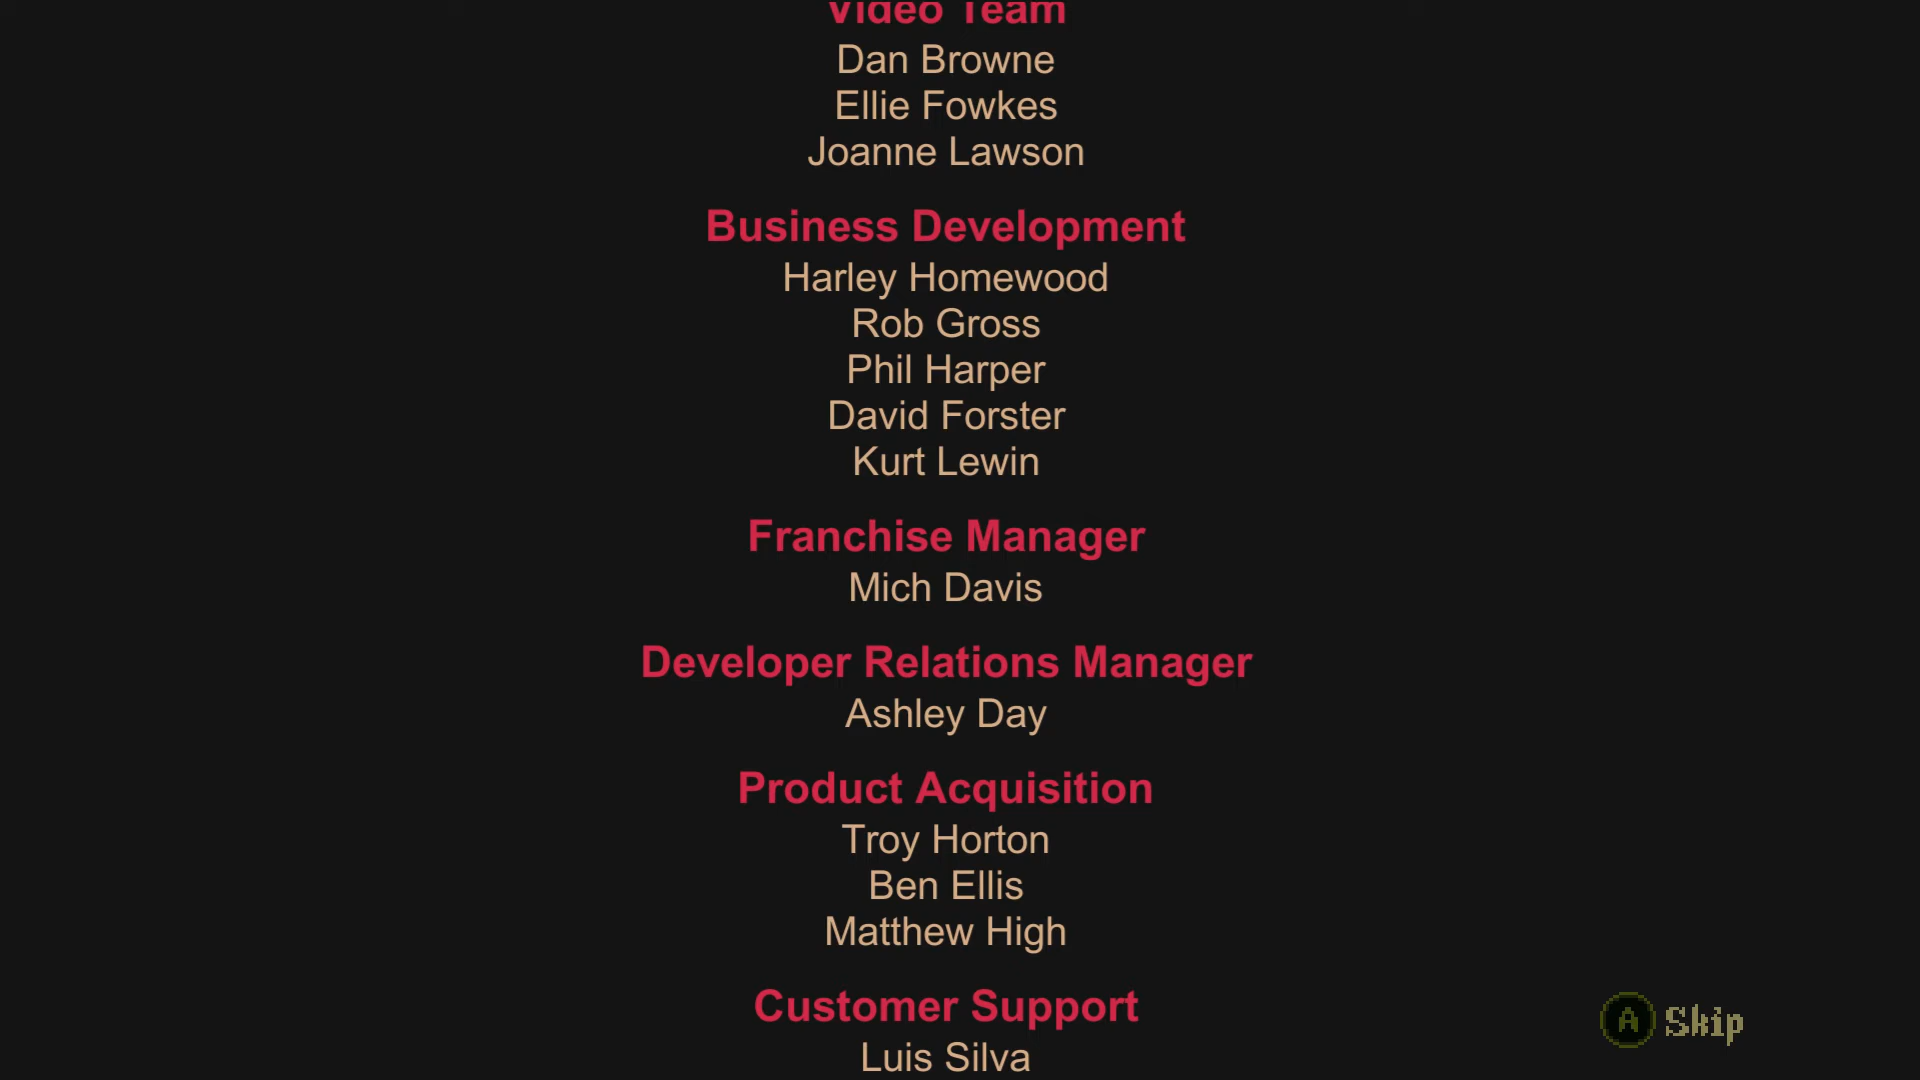 Video Team
Dan Browne
Ellie Fowkes
Joanne Lawson
Business Development
Harley Homewood
Rob Gross
Phil Harper
David Forster
Kurt Lewin
Franchise Manager
Mich Davis
Developer Relations Manager
Ashley Day
Product Acquisition
Troy Horton
Ben Ellis
Matthew High
Customer Support
Luis Silva
A Skip